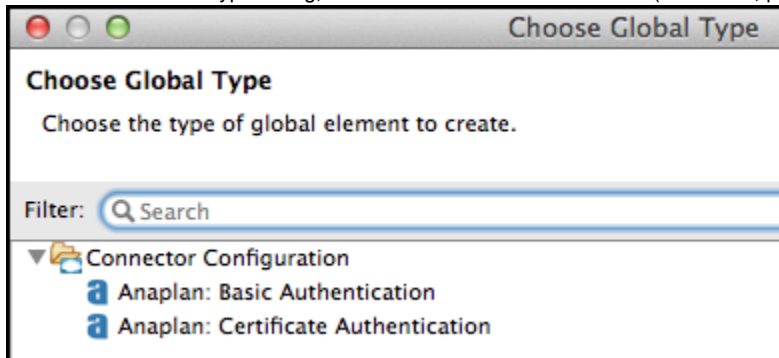 Choose Global Type
Choose Global Type
Choose the type of global element to create.
Filter: Search
Connector Configuration
a Anaplan: Basic Authentication
a Anaplan: Certificate Authentication